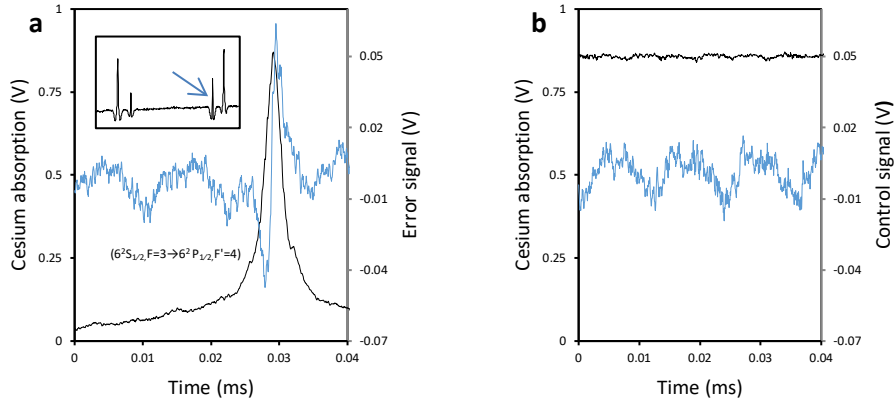 a
b
Cesium absorption (V)
1
0.75
0.5
0.25
0
0.05
0.02
-0.01
-0.04
-0.07
Error signal (V)
(6²S₁/₂,F=3→6² P₁/₂,F'=4)
0 0.01 0.02 0.03 0.04
Time (ms)
Cesium absorption (V)
1
0.75
0.5
0.25
0
0.05
0.02
-0.01
-0.04
-0.07
Control signal (V)
0 0.01 0.02 0.03 0.04
Time (ms)